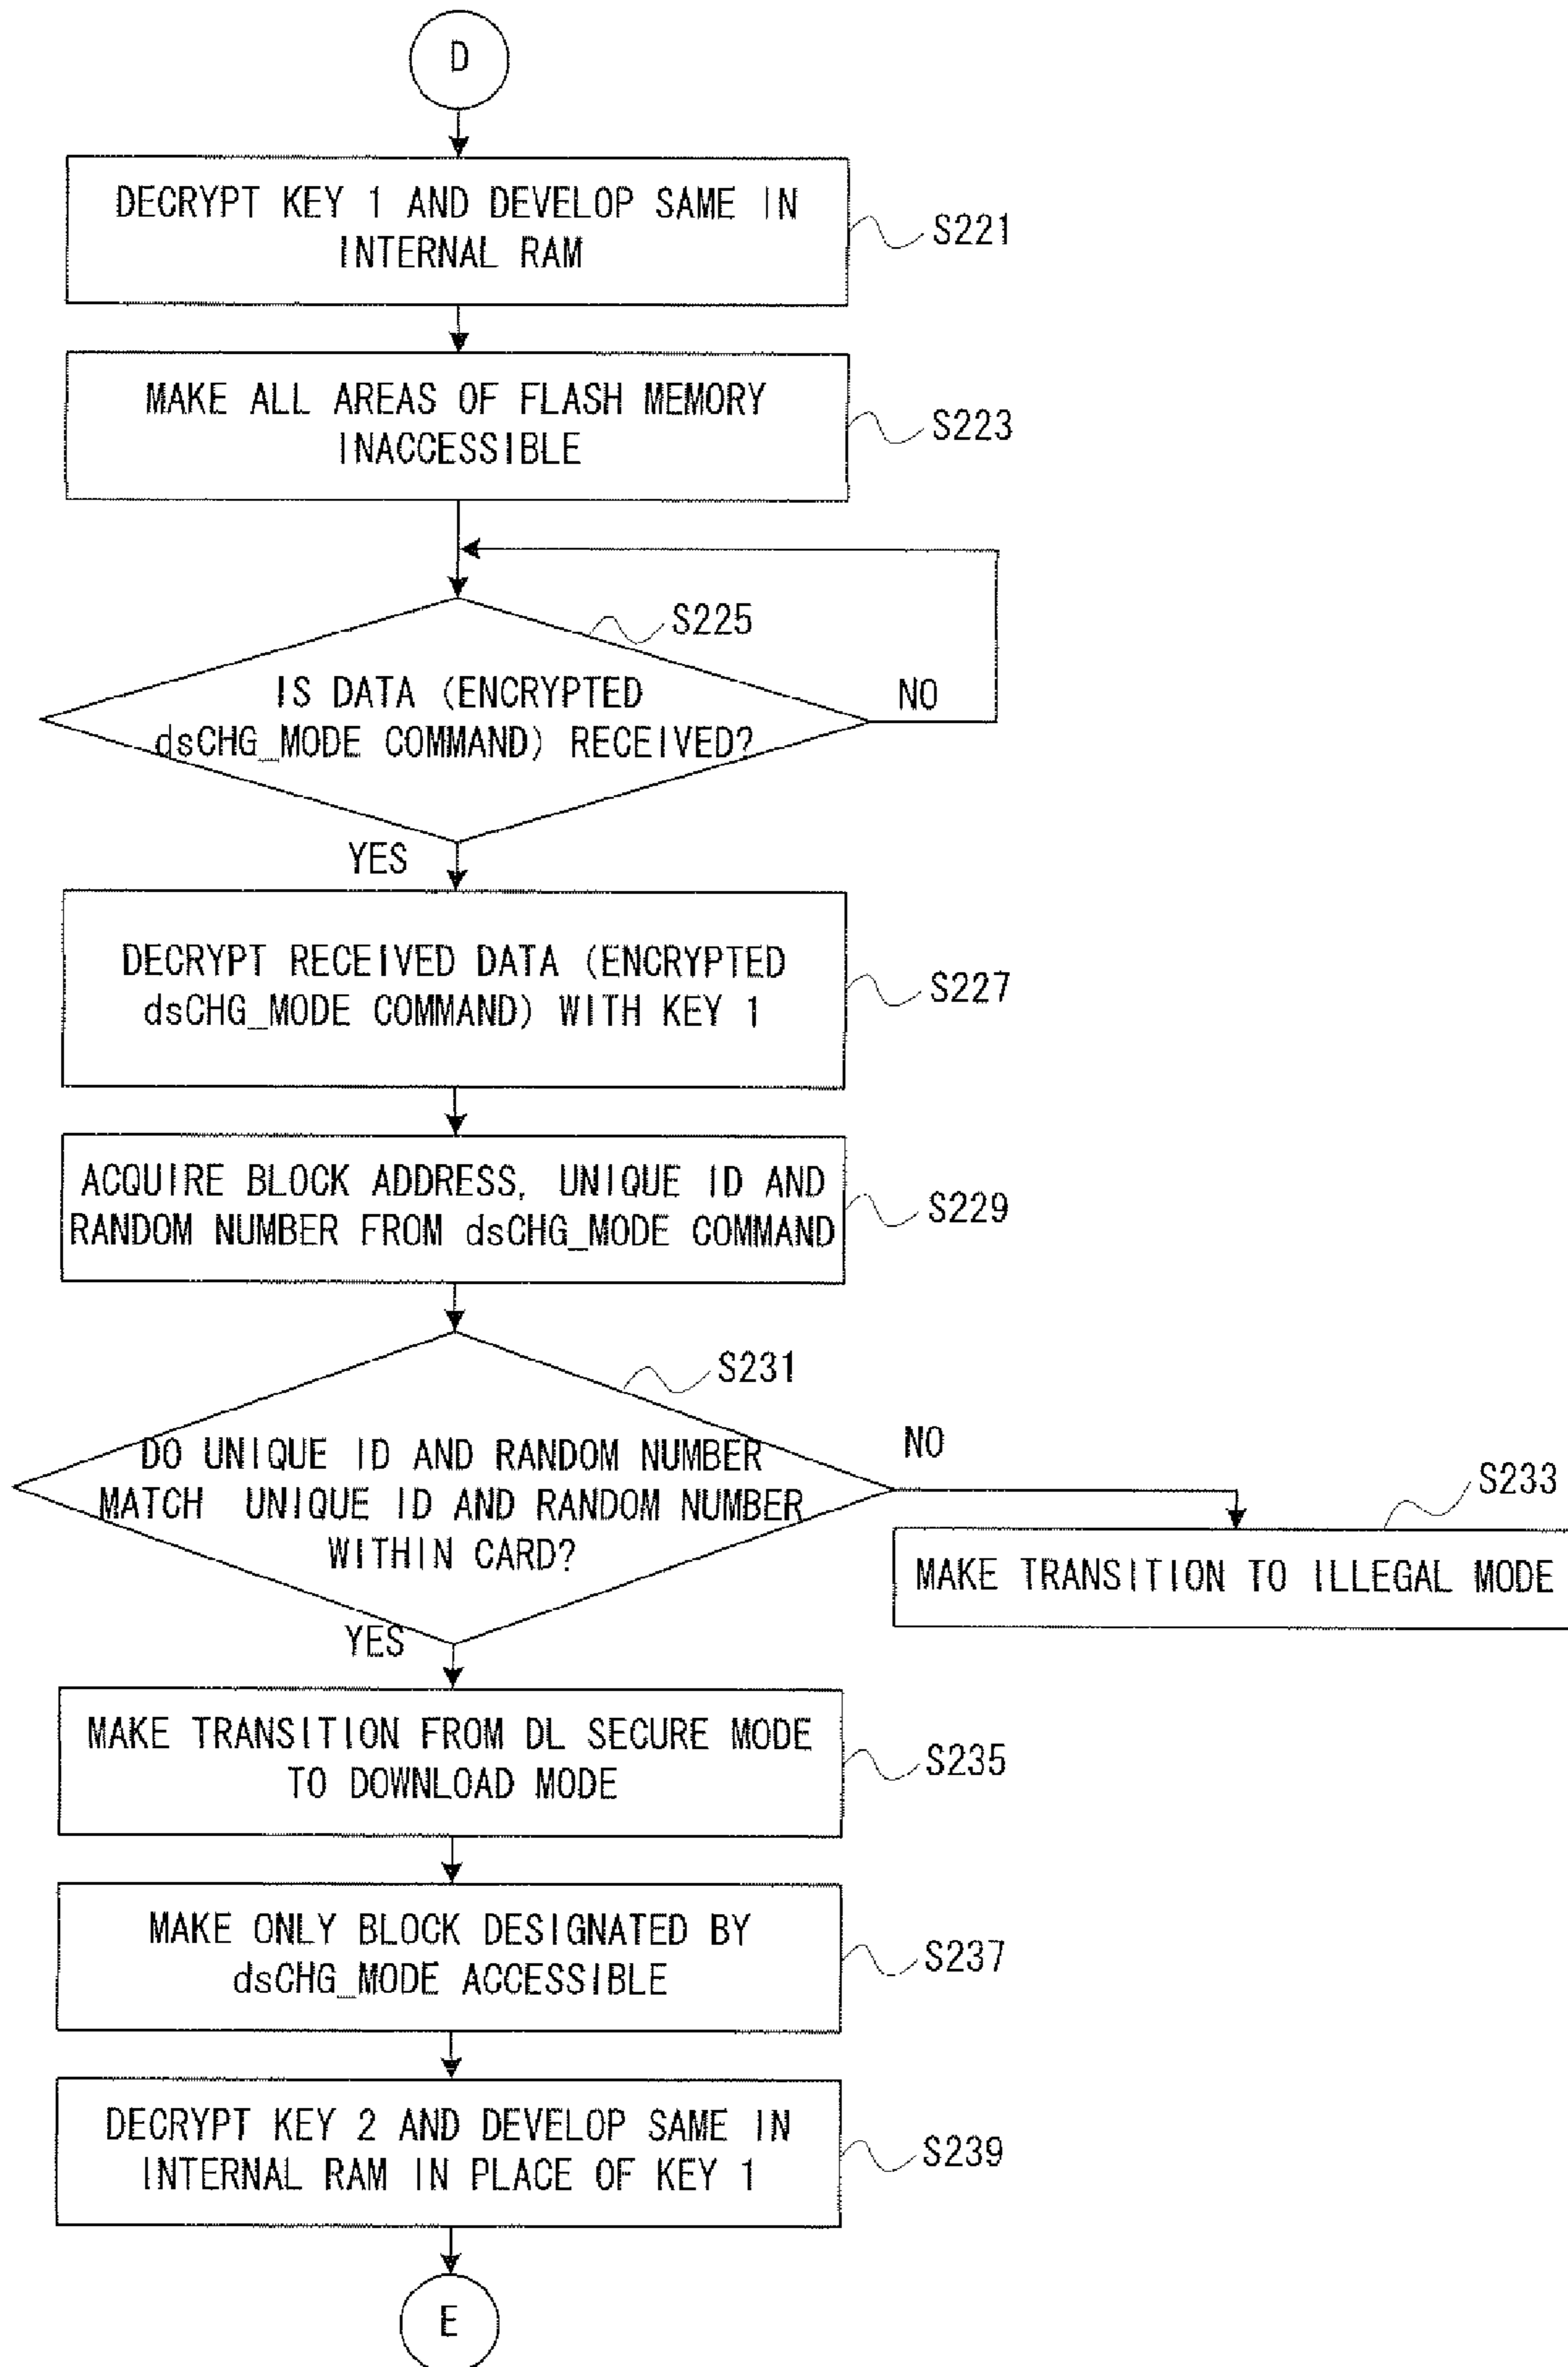 D
DECRYPT KEY 1 AND DEVELOP SAME IN
INTERNAL RAM
S221
MAKE ALL AREAS OF FLASH MEMORY
INACCESSIBLE
S223
S225
IS DATA (ENCRYPTED
dsCHG_MODE COMMAND) RECEIVED?
NO
YES
DECRYPT RECEIVED DATA (ENCRYPTED
dsCHG_MODE COMMAND) WITH KEY 1
S227
ACQUIRE BLOCK ADDRESS, UNIQUE ID AND
RANDOM NUMBER FROM dsCHG_MODE COMMAND
S229
S231
DO UNIQUE ID AND RANDOM NUMBER
MATCH UNIQUE ID AND RANDOM NUMBER
WITHIN CARD?
NO
S233
MAKE TRANSITION TO ILLEGAL MODE
YES
MAKE TRANSITION FROM DL SECURE MODE
TO DOWNLOAD MODE
S235
MAKE ONLY BLOCK DESIGNATED BY
dsCHG_MODE ACCESSIBLE
S237
DECRYPT KEY 2 AND DEVELOP SAME IN
INTERNAL RAM IN PLACE OF KEY 1
S239
E